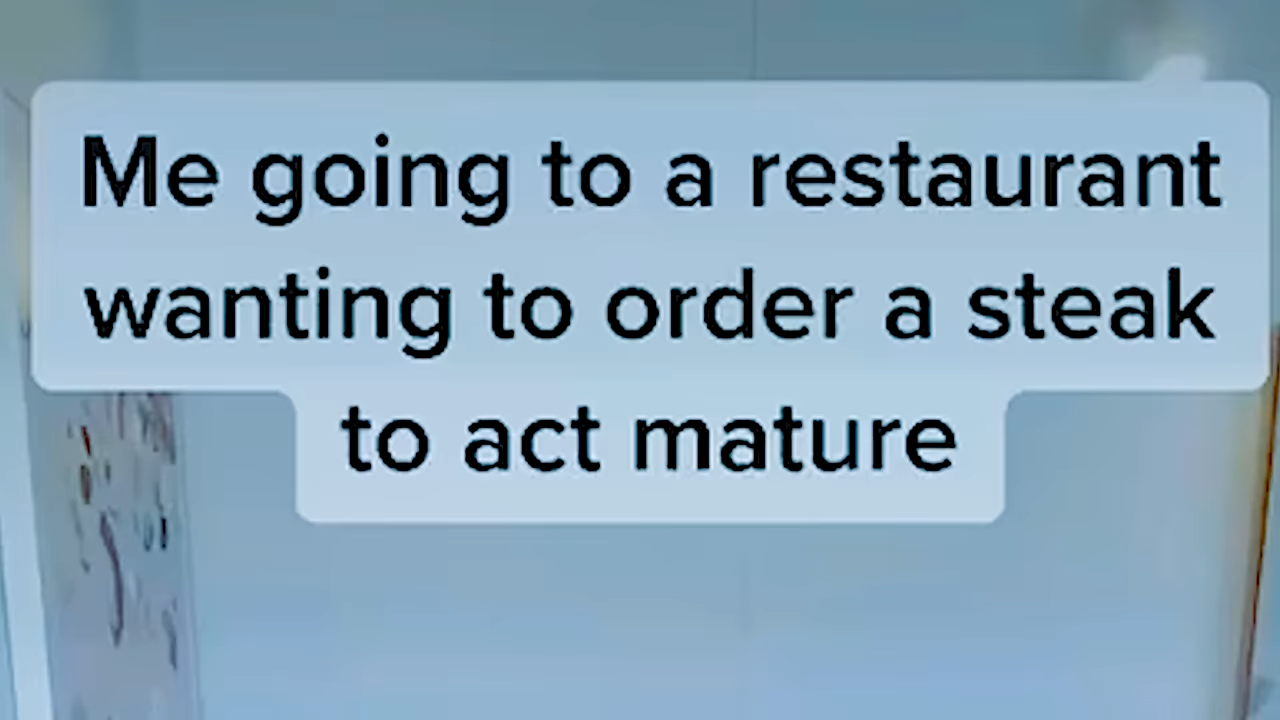 Me going to a restaurant
wanting to order a steak
to act mature